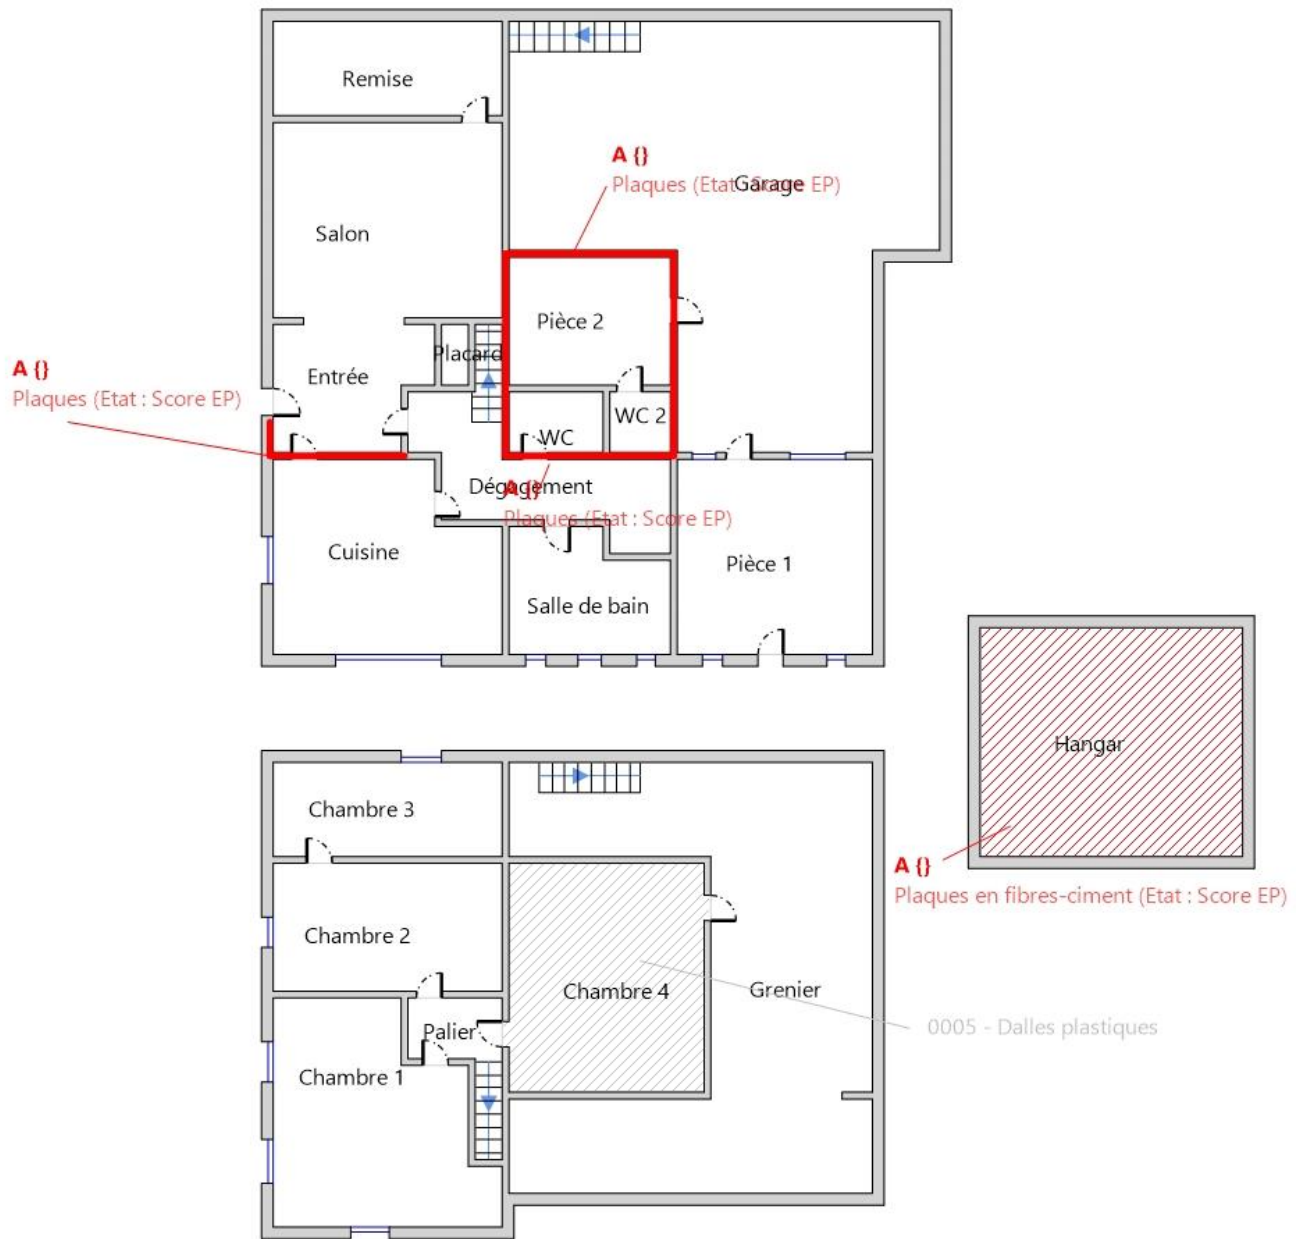 Remise
A {}
Plaques (Etat : Score EP)
Garage
Salon
Pièce 2
Placard
A {}
Plaques (Etat : Score EP)
Entrée
WC 2
WC
Dégagement
A {}
Plaques (Etat : Score EP)
Cuisine
Pièce 1
Salle de bain
Hangar
A {}
Plaques en fibres-ciment (Etat : Score EP)
Chambre 3
Chambre 2
Chambre 4
Grenier
0005 - Dalles plastiques
Palier
Chambre 1